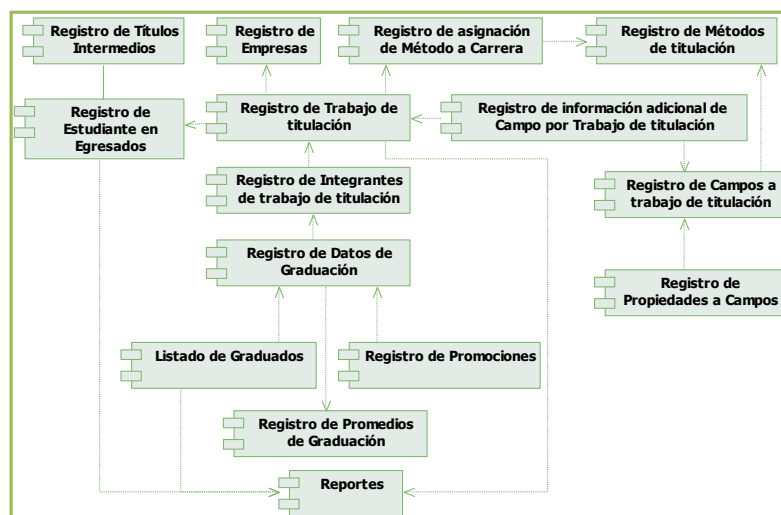 Registro de Títulos
Intermedios
Registro de
Empresas
Registro de asignación
de Método a Carrera
Registro de Métodos
de titulación
Registro de
Estudiante en
Egresados
Registro de Trabajo de
titulación
Registro de información adicional de
Campo por Trabajo de titulación
Registro de Integrantes
de trabajo de titulación
Registro de Campos a
trabajo de titulación
Registro de Datos de
Graduación
Registro de
Propiedades a Campos
Listado de Graduados
Registro de Promociones
Registro de Promedios
de Graduación
Reportes